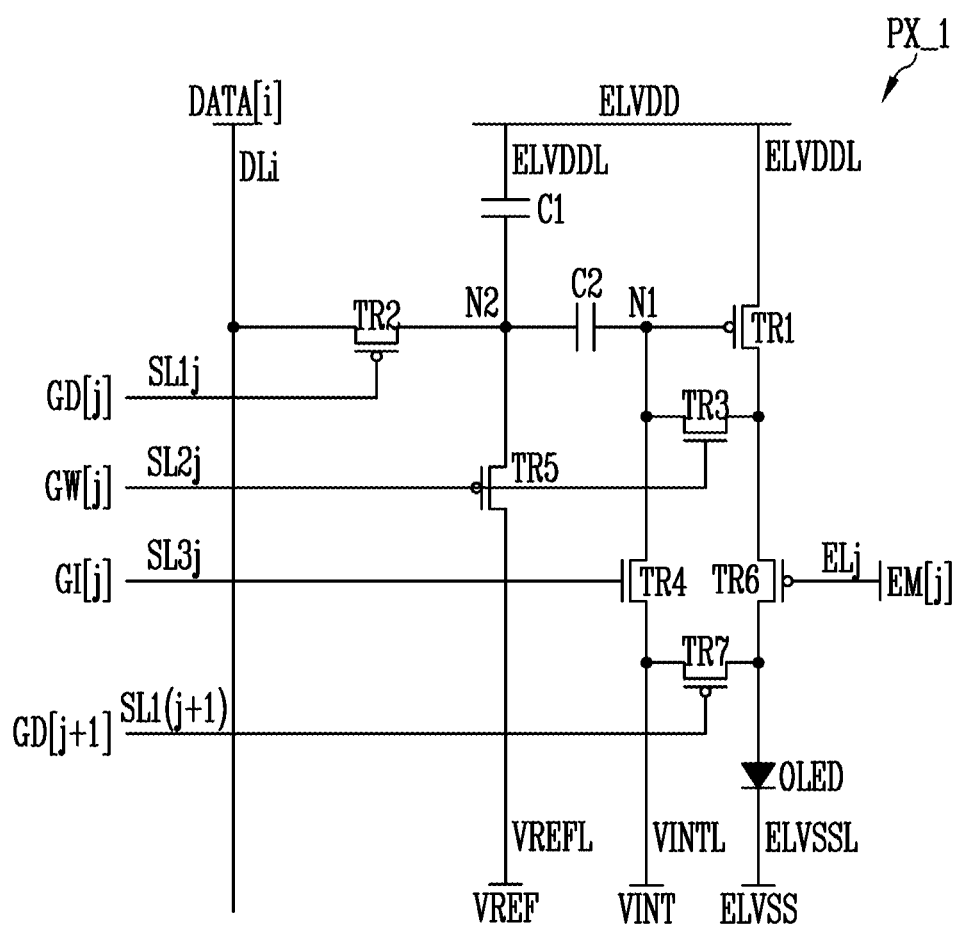 PX_1
DATA[i]
ELVDD
DLi
ELVDDL
ELVDDL
C1
C2
N2
N1
TR2
TR1
SL1j
GD[j]
TR3
SL2j
GW[j]
TR5
SL3j
GI[j]
TR4
TR6
ELj
EM[j]
TR7
SL1(j+1)
GD[j+1]
OLED
VREFL
VINTL
ELVSSL
VREF
VINT
ELVSS